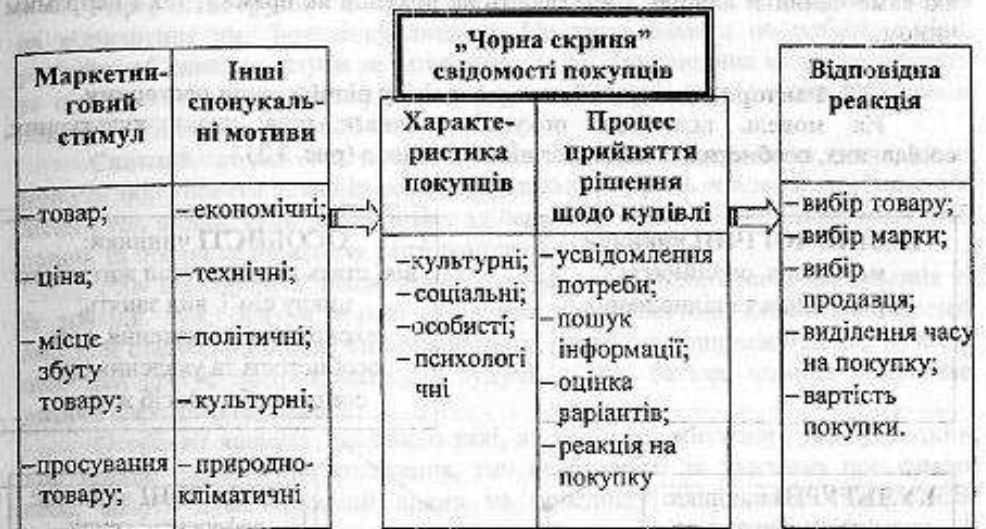 Маркетин-
говий
стимул
Інші
спонукаль-
ні мотиви
–товар;
–ціна;
–місце
збуту
товару;
–просування
товару;
–економічні;
–технічні;
–політичні;
–культурні;
–природно-
кліматичні
„Чорна скриня”
свідомості покупців
Характе-
ристика
покупців
Процес
прийняття
рішення
щодо купівлі
–культурні;
–соціальні;
–особисті;
–психологі
чні
–усвідомлення
потреби;
–пошук
інформації;
–оцінка
варіантів;
–реакція на
покупку
Відповідна
реакція
–вибір товару;
–вибір марки;
–вибір
продавця;
–виділення часу
на покупку;
–вартість
покупки.